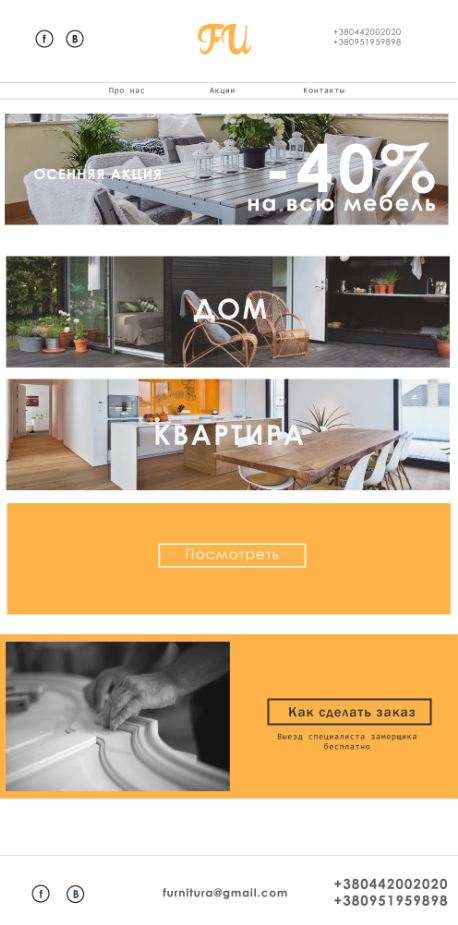 f B
FU
+380442002020
+380951959898
Про нас Акции Контакты
ОСЕННЯЯ АКЦИЯ
-40%
на всю мебель
ДОМ
КВАРТИРА
Посмотреть
Как сделать заказ
Выезд специалиста замерщика
бесплатно
f B
furnitura@gmail.com
+380442002020
+380951959898